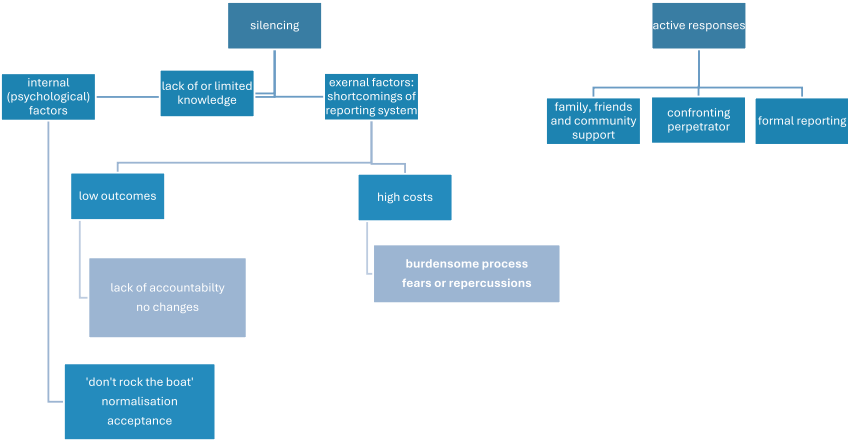 silencing
active responses
internal
(psychological)
factors
lack of or limited
knowledge
exernal factors:
shortcomings of
reporting system
family, friends
and community
support
confronting
perpetrator
formal reporting
low outcomes
high costs
lack of accountabilty
no changes
burdensome process
fears or repercussions
'don't rock the boat'
normalisation
acceptance